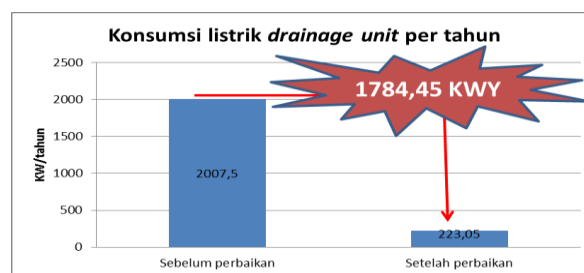 Konsumsi listrik drainage unit per tahun
1784,45 KWY
KW/tahun
2500
2000
1500
1000
500
0
2007,5
223,05
Sebelum perbaikan
Setelah perbaikan